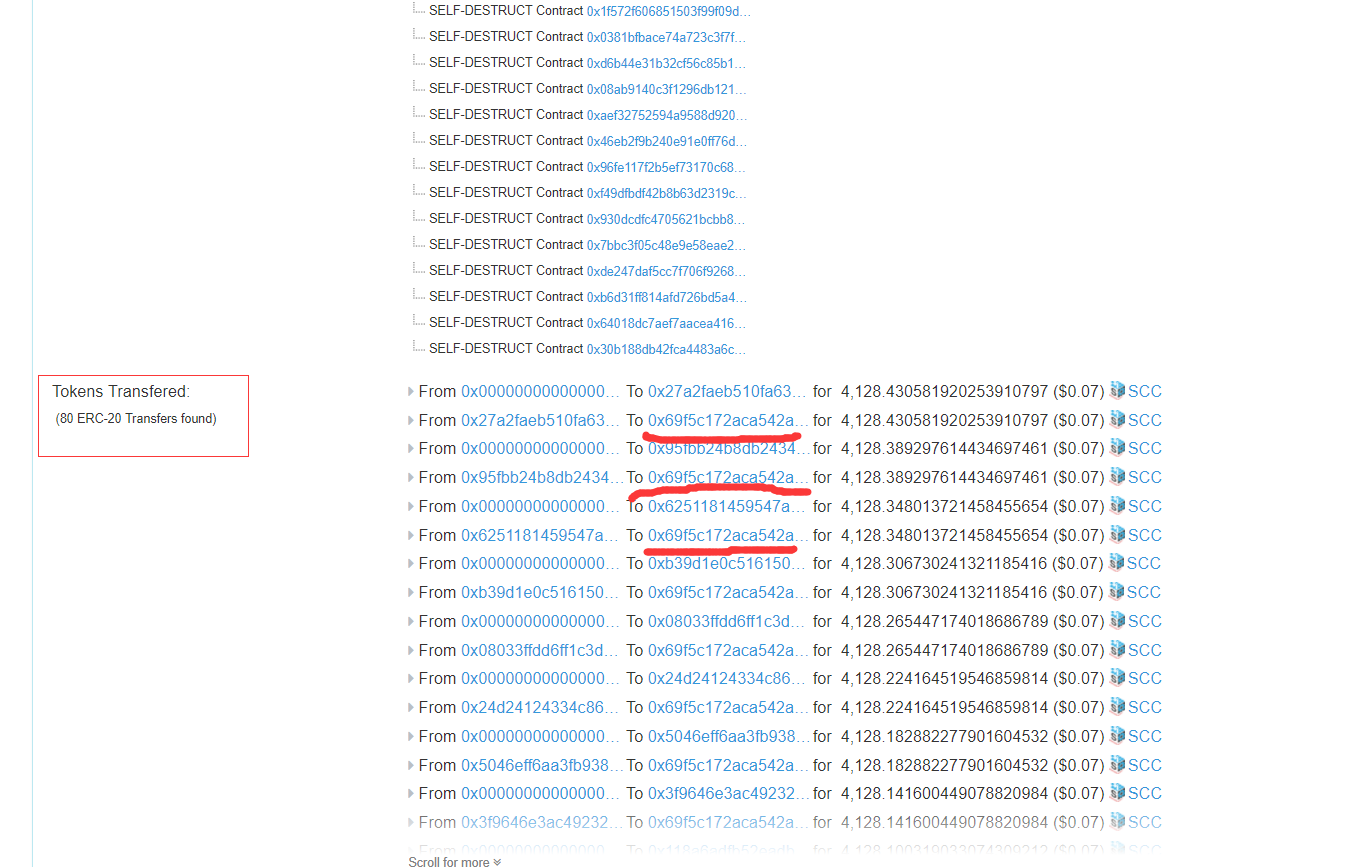 SELF-DESTRUCT Contract 0x1f572f606851503f99f09d...
SELF-DESTRUCT Contract 0x0381bfbace74a723c3f7f...
SELF-DESTRUCT Contract 0xd6b44e31b32cf56c85b1...
SELF-DESTRUCT Contract 0x08ab9140c3f1296db121...
SELF-DESTRUCT Contract 0xaef32752594a9588d920...
SELF-DESTRUCT Contract 0x46eb2f9b240e91e0ff76d...
SELF-DESTRUCT Contract 0x96fe117f2b5ef73170c68...
SELF-DESTRUCT Contract 0xf49dfbdf42b8b63d2319c...
SELF-DESTRUCT Contract 0x930dcdfc4705621bcbb8...
SELF-DESTRUCT Contract 0x7bbc3f05c48e9e58eae2...
SELF-DESTRUCT Contract 0xde247daf5cc7f706f9268...
SELF-DESTRUCT Contract 0xb6d31ff814afd726bd5a4...
SELF-DESTRUCT Contract 0x64018dc7aef7aacea416...
SELF-DESTRUCT Contract 0x30b188db42fca4483a6c...
Tokens Transfered:
(80 ERC-20 Transfers found)
From 0x00000000000000... To 0x27a2faeb510fa63... for 4,128.430581920253910797 ($0.07) SCC
From 0x27a2faeb510fa63... To 0x69f5c172aca542a... for 4,128.430581920253910797 ($0.07) SCC
From 0x00000000000000... To 0x95fbb24b8db2434... for 4,128.389297614434697461 ($0.07) SCC
From 0x95fbb24b8db2434... To 0x69f5c172aca542a... for 4,128.389297614434697461 ($0.07) SCC
From 0x00000000000000... To 0x6251181459547a... for 4,128.348013721458455654 ($0.07) SCC
From 0x6251181459547a... To 0x69f5c172aca542a... for 4,128.348013721458455654 ($0.07) SCC
From 0x00000000000000... To 0xb39d1e0c516150... for 4,128.306730241321185416 ($0.07) SCC
From 0xb39d1e0c516150... To 0x69f5c172aca542a... for 4,128.306730241321185416 ($0.07) SCC
From 0x00000000000000... To 0x08033ffdd6ff1c3d... for 4,128.265447174018686789 ($0.07) SCC
From 0x08033ffdd6ff1c3d... To 0x69f5c172aca542a... for 4,128.265447174018686789 ($0.07) SCC
From 0x00000000000000... To 0x24d24124334c86... for 4,128.224164519546859814 ($0.07) SCC
From 0x24d24124334c86... To 0x69f5c172aca542a... for 4,128.224164519546859814 ($0.07) SCC
From 0x00000000000000... To 0x5046eff6aa3fb938... for 4,128.182882277901604532 ($0.07) SCC
From 0x5046eff6aa3fb938... To 0x69f5c172aca542a... for 4,128.182882277901604532 ($0.07) SCC
From 0x00000000000000... To 0x3f9646e3ac49232... for 4,128.141600449078820984 ($0.07) SCC
From 0x3f9646e3ac49232... To 0x69f5c172aca542a... for 4,128.141600449078820984 ($0.07) SCC
Scroll for more